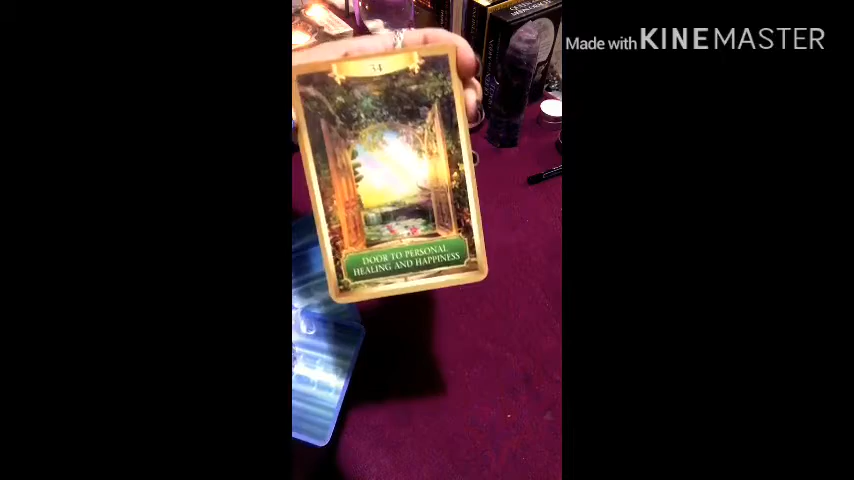 Made with KINEMASTER
34
DOOR TO PERSONAL
HEALING AND HAPPINESS